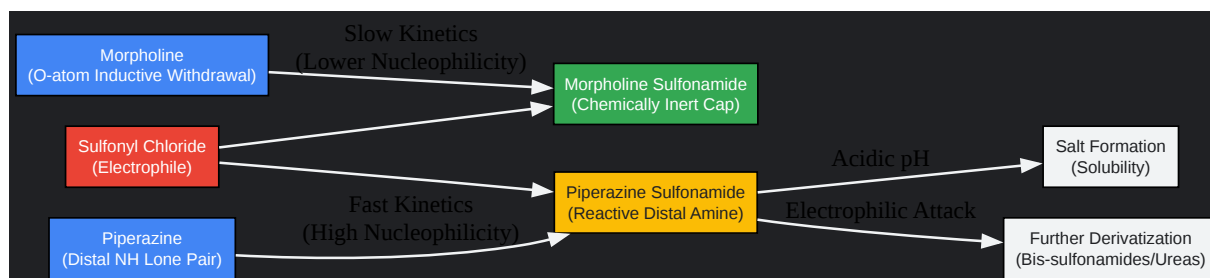 Slow Kinetics
(Lower Nucleophilicity)
Morpholine
(O-atom Inductive Withdrawal)
Morpholine Sulfonamide
(Chemically Inert Cap)
Sulfonyl Chloride
(Electrophile)
Acidic pH
Salt Formation
(Solubility)
Piperazine Sulfonamide
(Reactive Distal Amine)
Fast Kinetics
(High Nucleophilicity)
Electrophilic Attack
Piperazine
(Distal NH Lone Pair)
Further Derivatization
(Bis-sulfonamides/Ureas)